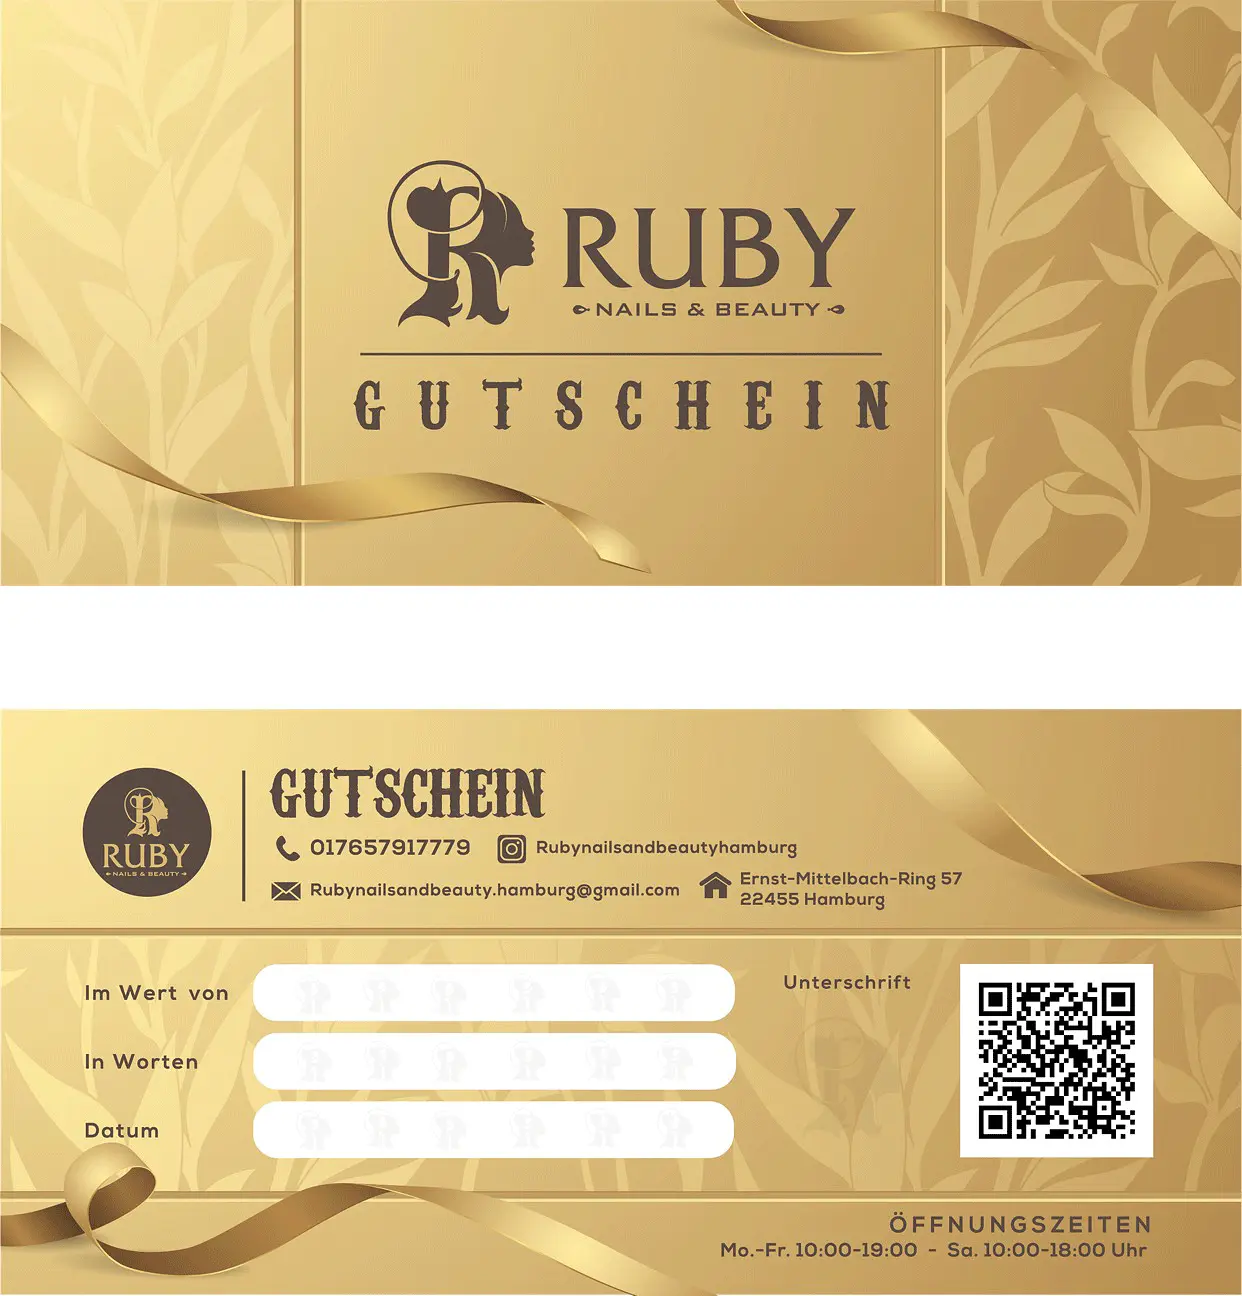 RUBY
NAILS & BEAUTY
GUTSCHEIN
GUTSCHEIN
RUBY
NAILS & BEAUTY
017657917779
Rubynailsandbeautyhamburg
Rubynailsandbeauty.hamburg@gmail.com
Ernst-Mittelbach-Ring 57
22455 Hamburg
Im Wert von
Unterschrift
In Worten
Datum
ÖFFNUNGSZEITEN
Mo.-Fr. 10:00-19:00 - Sa. 10:00-18:00 Uhr